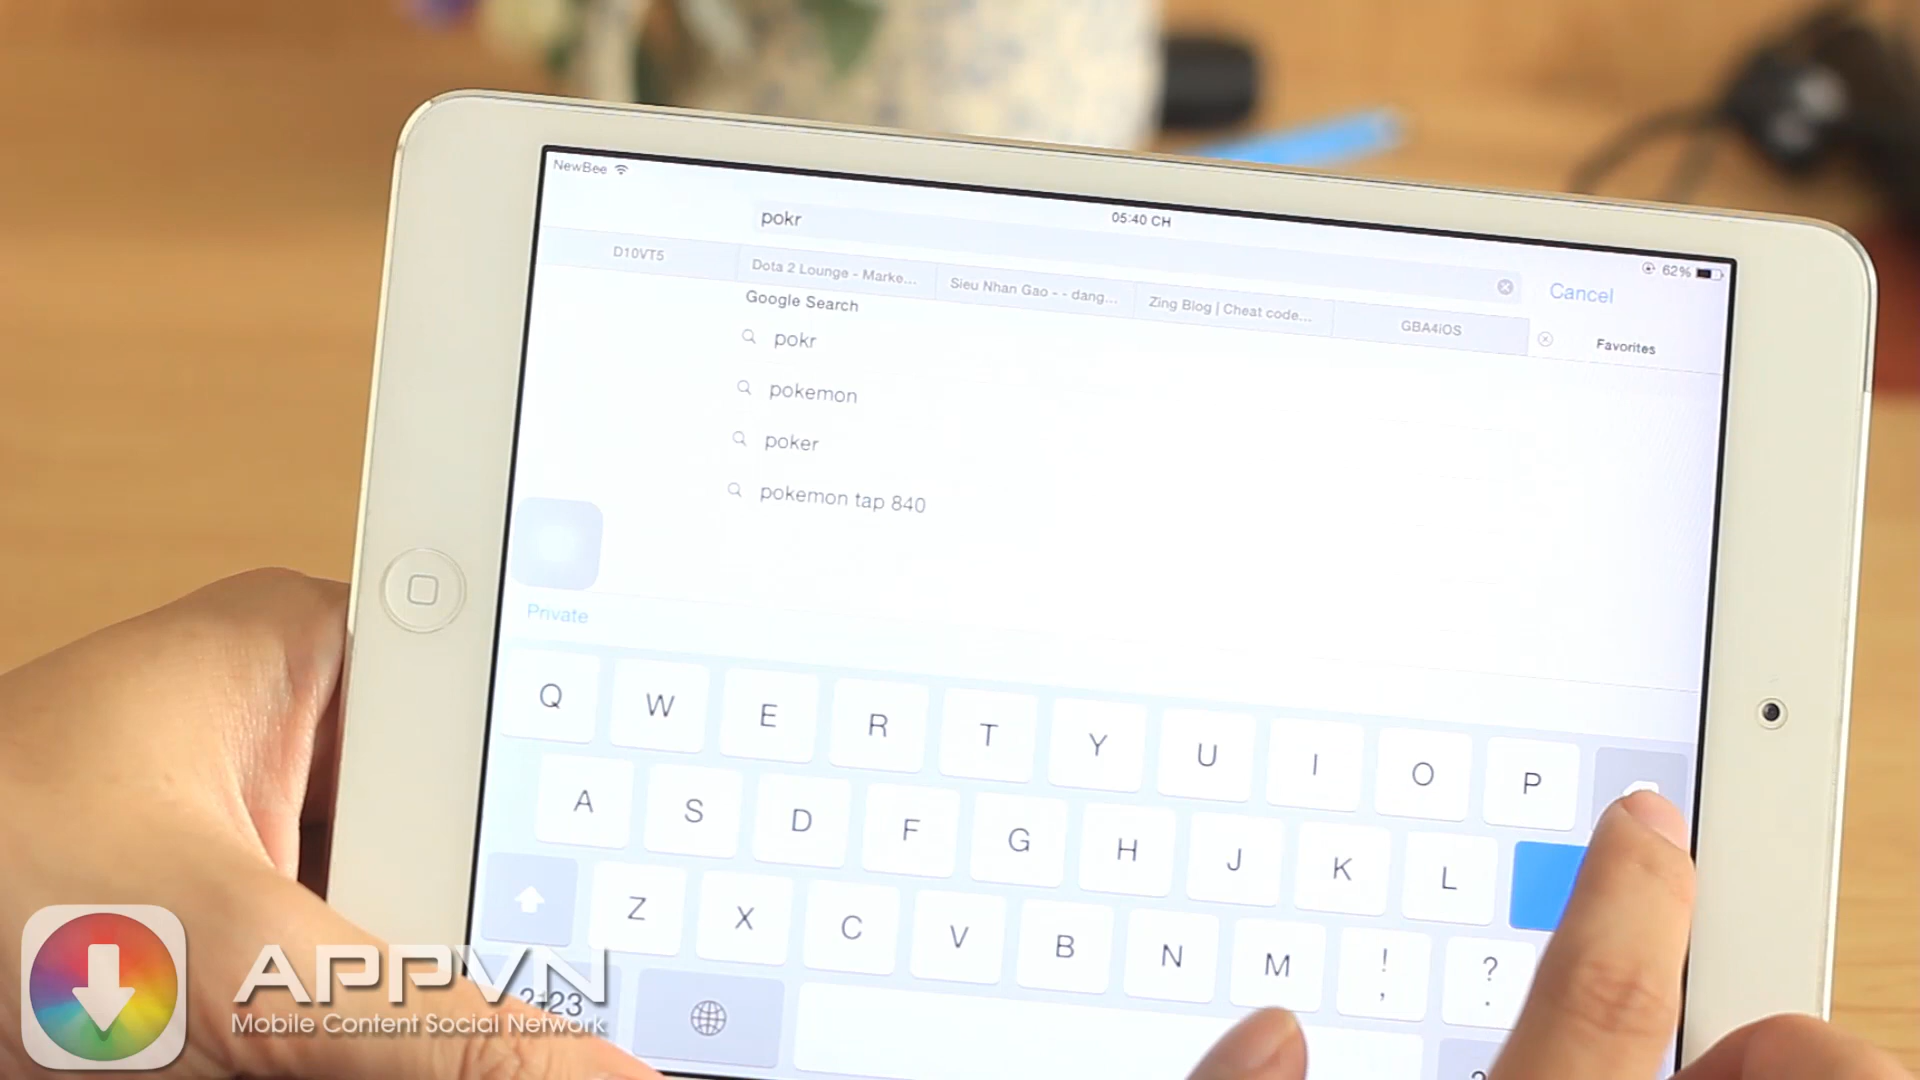 NewBee
05:40 CH
62%
pokr
Cancel
D10VT5
Dota 2 Lounge - Marke...
Sieu Nhan Gao - - dang...
Zing Blog | Cheat code...
GBA4iOS
Favorites
Google Search
pokr
pokemon
poker
pokemon tap 840
Private
Q W E R T Y U I O P
A S D F G H J K L
Z X C V B N M ! , ? .
APPVN
Mobile Content Social Network